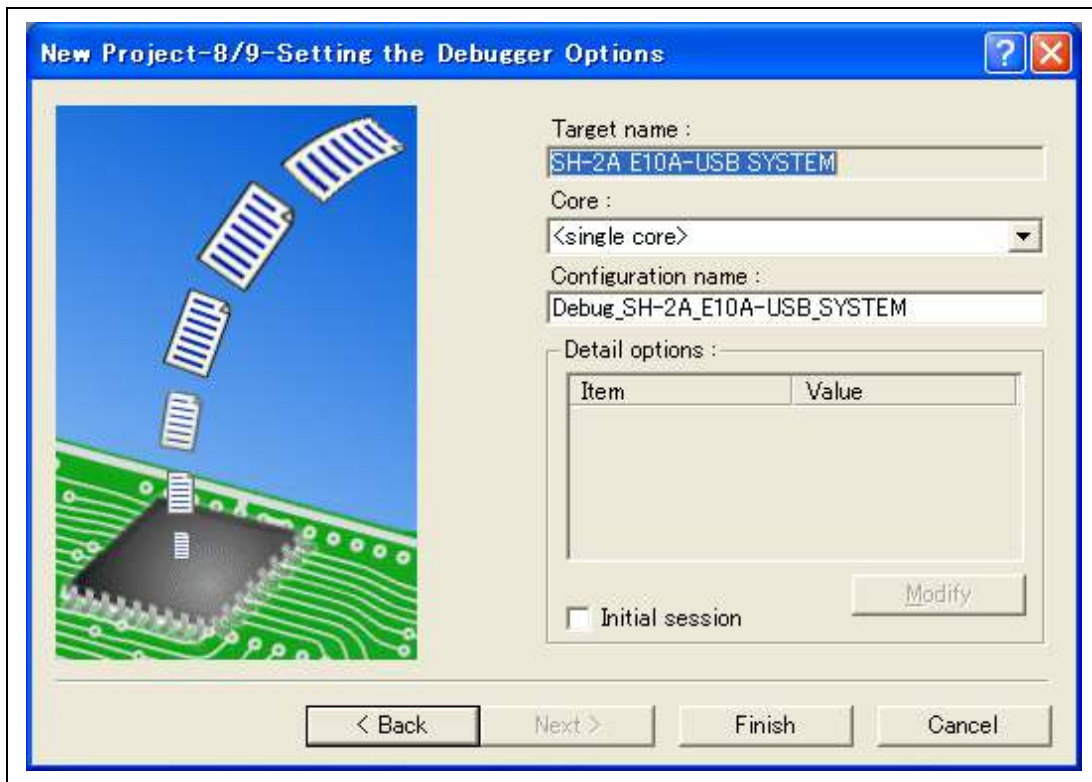 New Project-8/9-Setting the Debugger Options
Target name :
SH-2A E10A-USB SYSTEM
Core :
<single core>
Configuration name :
Debug_SH-2A_E10A-USB_SYSTEM
Detail options :
Item Value
Modify
Initial session
< Back Next > Finish Cancel